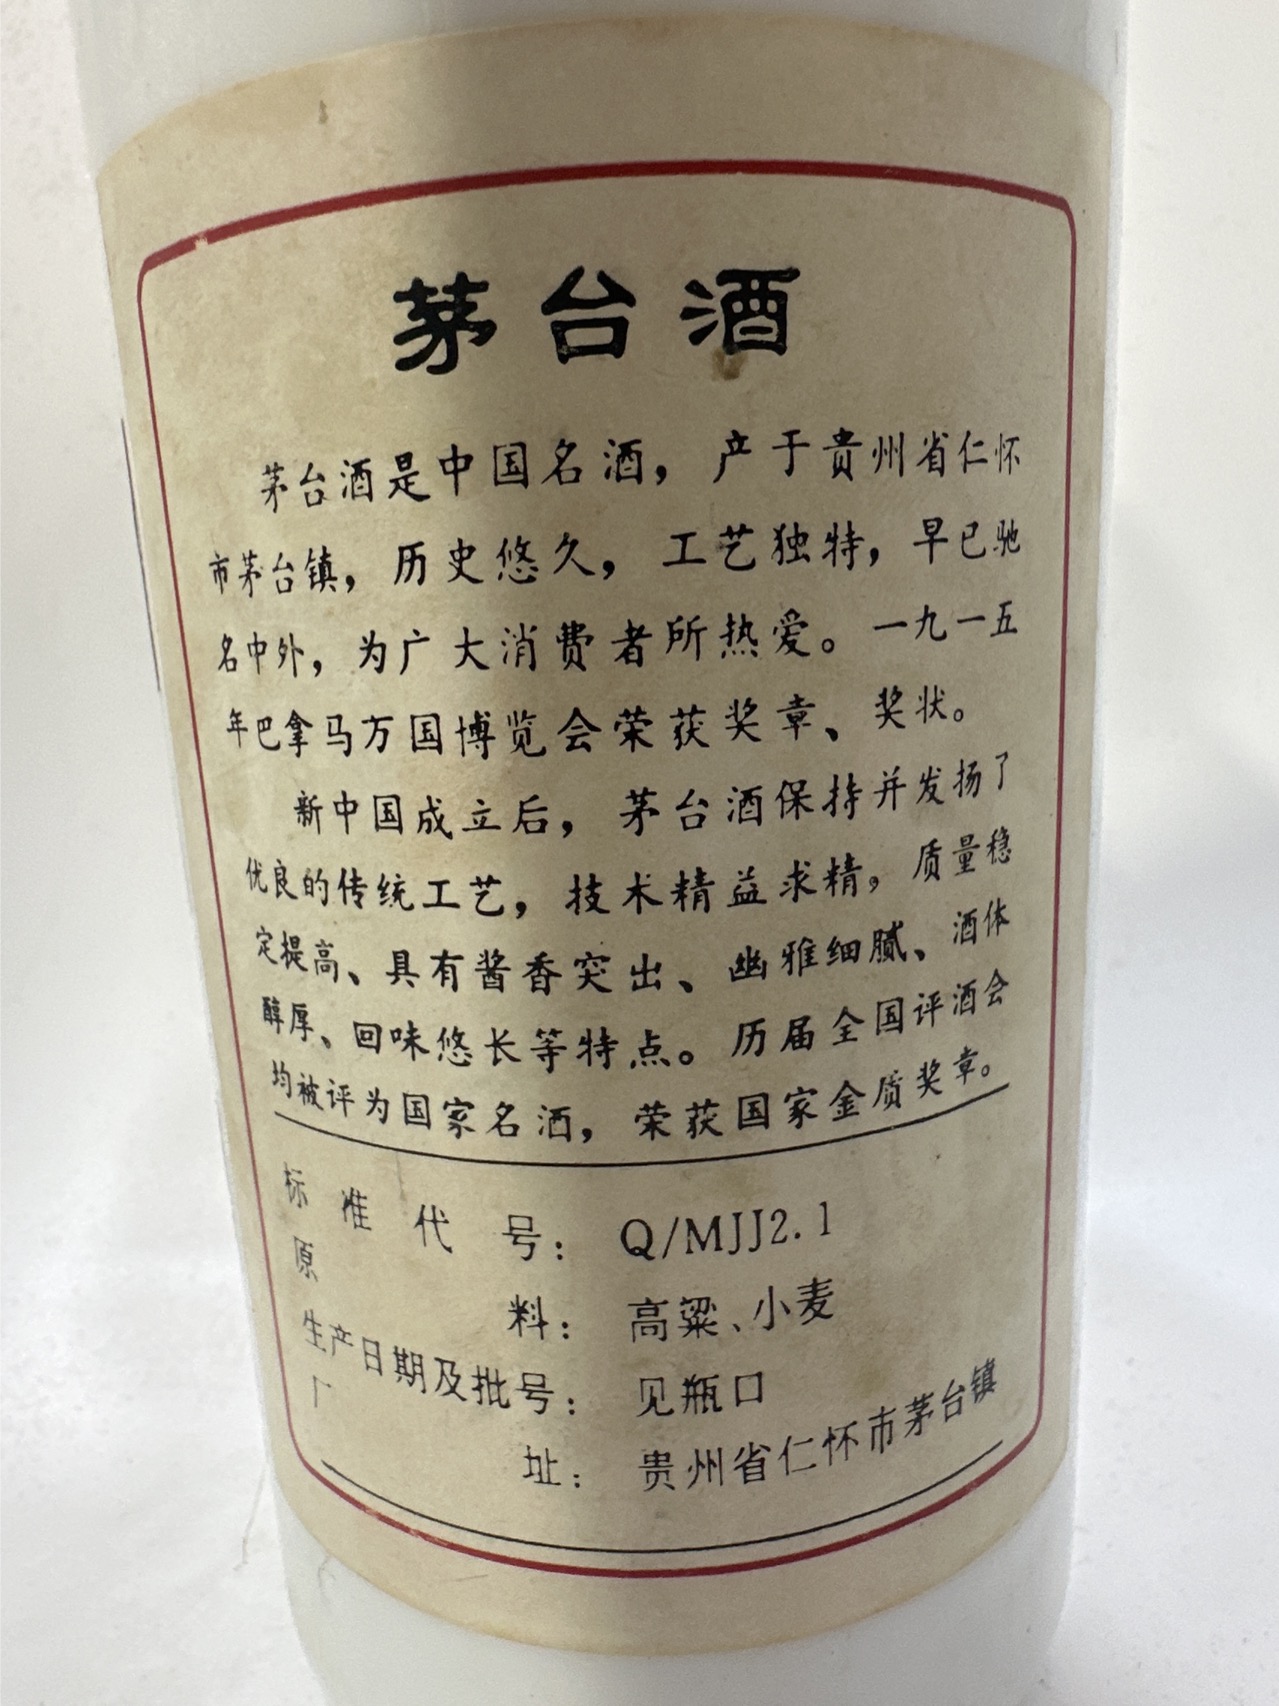 茅台酒
茅台酒是中国名酒，产于贵州省仁怀
市茅台镇，历史悠久，工艺独特，早已驰
名中外，为广大消费者所热爱。一九一五
年巴拿马万国博览会荣获奖章、奖状。
新中国成立后，茅台酒保持并发扬了
优良的传统工艺，技术精益求精，质量稳
定提高、具有酱香突出、幽雅细腻、酒体
醇厚、回味悠长等特点。历届全国评酒会
均被评为国家名酒，荣获国家金质奖章。
标准代号：Q/MJJ2.1
原料：高粱、小麦
生产日期及批号：见瓶口
厂址：贵州省仁怀市茅台镇